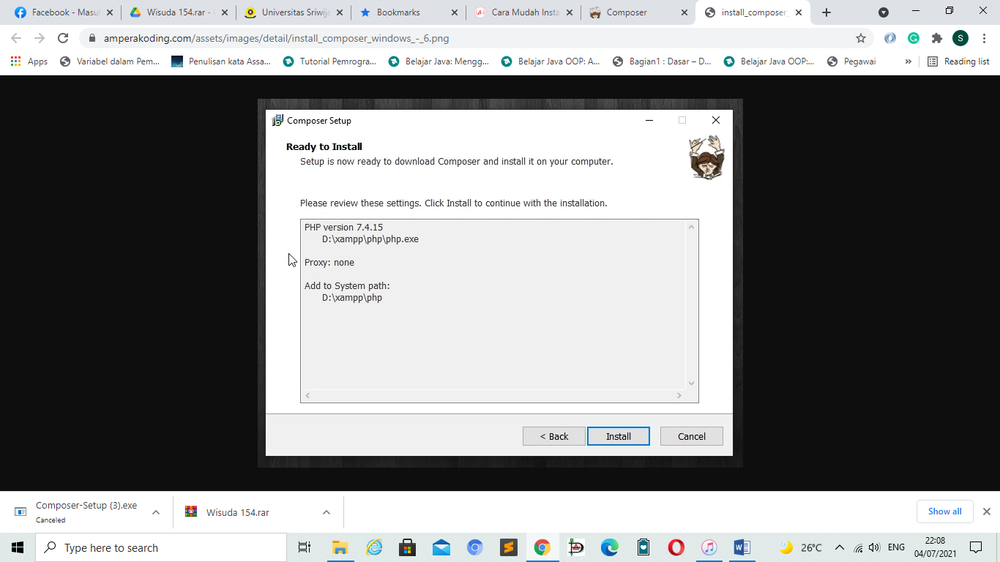 Facebook - Masu
Wisuda 154.rar -
Universitas Sriwija
Bookmarks
Cara Mudah Insta
Composer
install_composer_
amperakoding.com/assets/images/detail/install_composer_windows_-_6.png
S
Apps
Variabel dalam Pem...
Penulisan kata Assa...
Tutorial Pemrogra...
Belajar Java: Mengg...
Belajar Java OOP: A...
Bagian1 : Dasar – D...
Belajar Java OOP:...
Pegawai
»
Reading list
Composer Setup
Ready to Install
Setup is now ready to download Composer and install it on your computer.
Please review these settings. Click Install to continue with the installation.
PHP version 7.4.15
D:\xampp\php\php.exe
Proxy: none
Add to System path:
D:\xampp\php
< Back
Install
Cancel
Composer-Setup (3).exe
Canceled
Wisuda 154.rar
Show all
Type here to search
26°C
ENG
22:08
04/07/2021